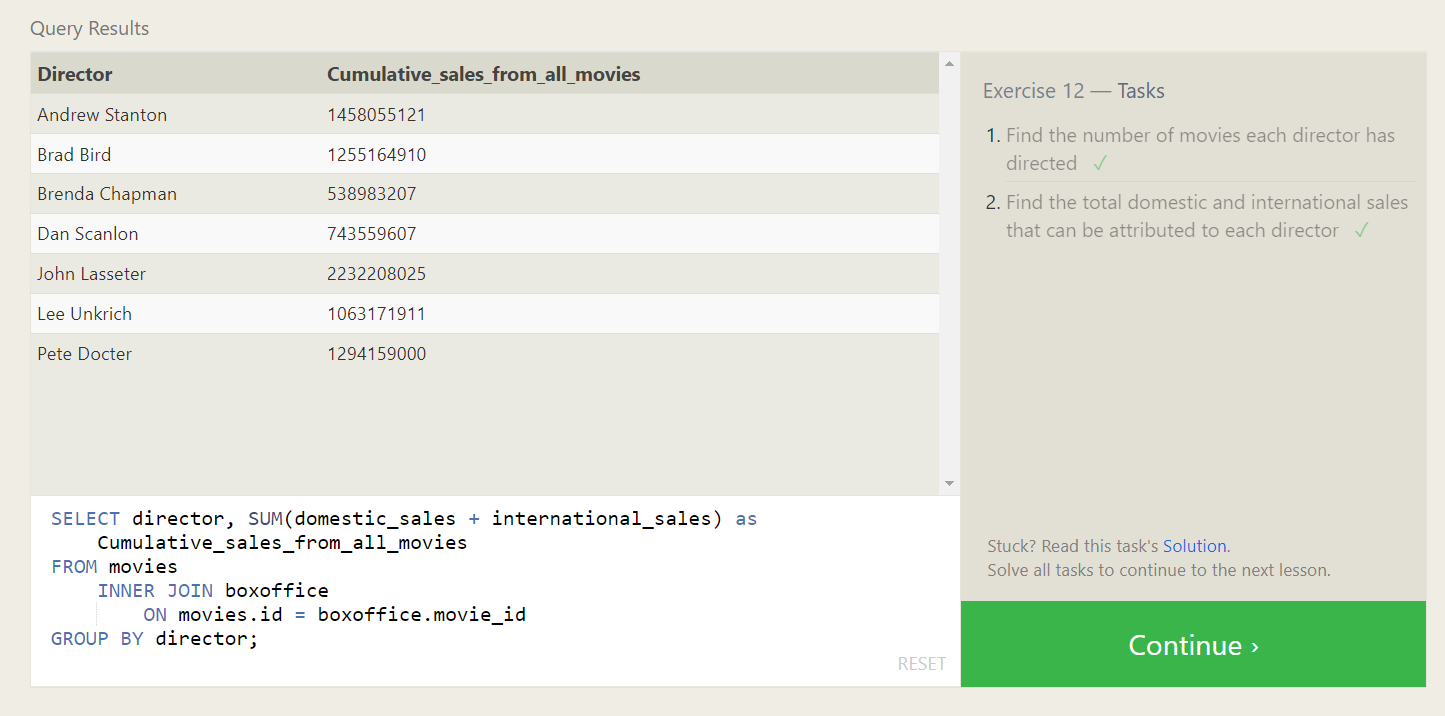 Query Results
Director Cumulative_sales_from_all_movies
Andrew Stanton 1458055121
Brad Bird 1255164910
Brenda Chapman 538983207
Dan Scanlon 743559607
John Lasseter 2232208025
Lee Unkrich 1063171911
Pete Docter 1294159000
SELECT director, SUM(domestic_sales + international_sales) as
Cumulative_sales_from_all_movies
FROM movies
INNER JOIN boxoffice
ON movies.id = boxoffice.movie_id
GROUP BY director;
RESET
Exercise 12 — Tasks
1. Find the number of movies each director has
directed ✓
2. Find the total domestic and international sales
that can be attributed to each director ✓
Stuck? Read this task's Solution.
Solve all tasks to continue to the next lesson.
Continue ›